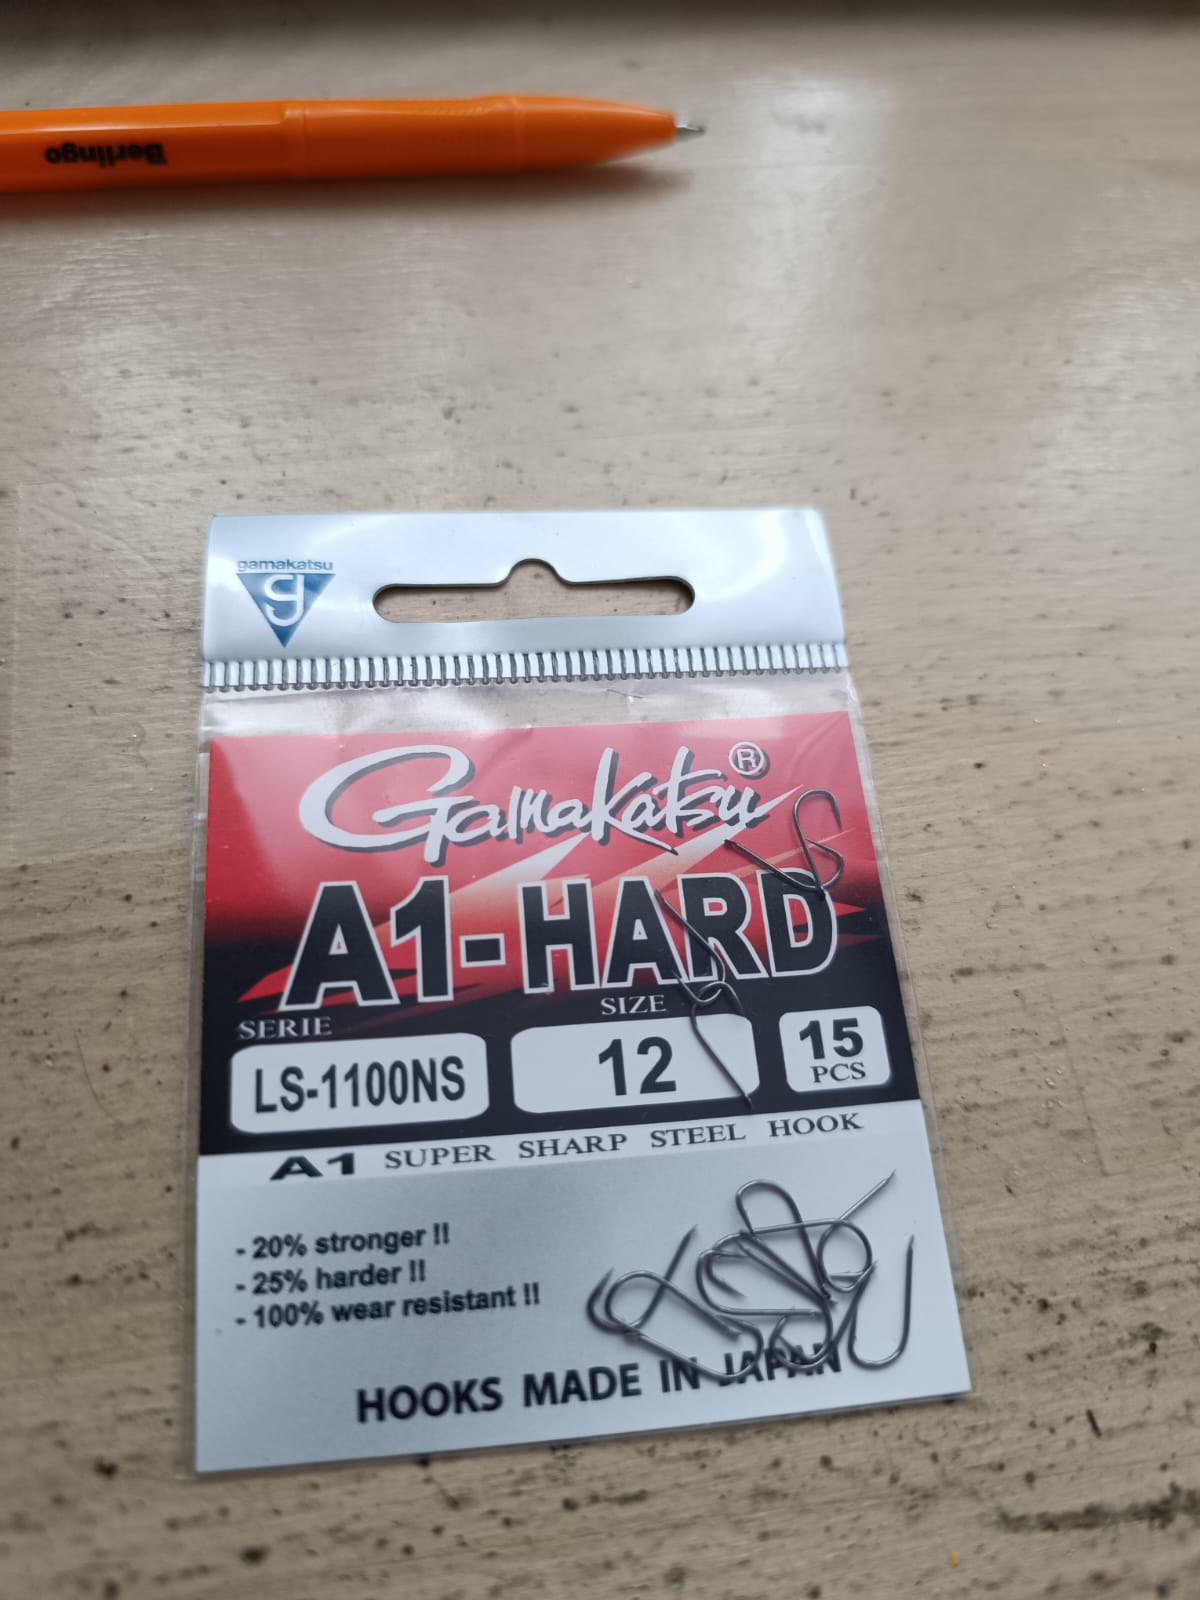 Berlingo
gamakatsu
Gamakatsu ®
A1-HARD
SERIE SIZE
LS-1100NS 12 15
PCS
A1 SUPER SHARP STEEL HOOK
- 20% stronger !!
- 25% harder !!
- 100% wear resistant !!
HOOKS MADE IN JAPAN